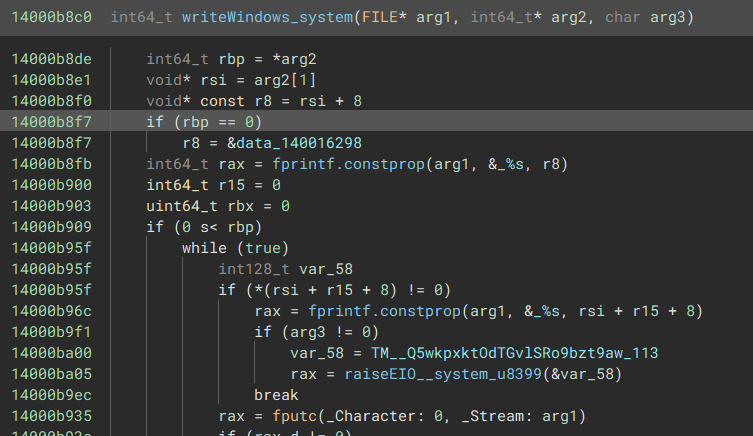 14000b8c0 int64_t writeWindows_system(FILE* arg1, int64_t* arg2, char arg3)
14000b8de int64_t rbp = *arg2
14000b8e1 void* rsi = arg2[1]
14000b8f0 void* const r8 = rsi + 8
14000b8f7 if (rbp == 0)
14000b8f7 r8 = &data_140016298
14000b8fb int64_t rax = fprintf.constprop(arg1, &_%s, r8)
14000b900 int64_t r15 = 0
14000b903 uint64_t rbx = 0
14000b909 if (0 s< rbp)
14000b95f while (true)
14000b95f int128_t var_58
14000b95f if (*(rsi + r15 + 8) != 0)
14000b96c rax = fprintf.constprop(arg1, &_%s, rsi + r15 + 8)
14000b9f1 if (arg3 != 0)
14000ba00 var_58 = TM__Q5wkpxktOdTGvlSRo9bzt9aw_113
14000ba05 rax = raiseEIO__system_u8399(&var_58)
14000b9ec break
14000b935 rax = fputc(_Character: 0, _Stream: arg1)
14000b93c if (rax.d != 0)